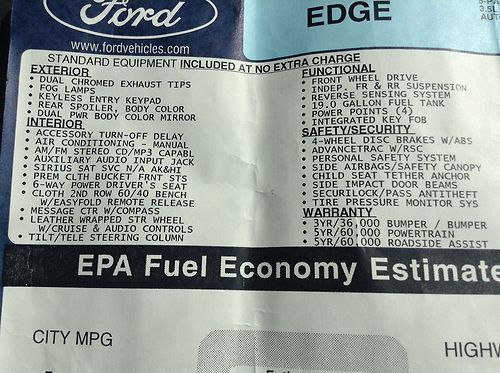 Ford
www.fordvehicles.com
EDGE
3.5L
STANDARD EQUIPMENT INCLUDED AT NO EXTRA CHARGE
EXTERIOR
• DUAL CHROMED EXHAUST TIPS
• FOG LAMPS
• KEYLESS ENTRY KEYPAD
• REAR SPOILER, BODY COLOR
• DUAL PWR BODY COLOR MIRROR
INTERIOR
• ACCESSORY TURN-OFF DELAY
• AIR CONDITIONING - MANUAL
• AM/FM STEREO CD/MP3 CAPABL
• AUXILIARY AUDIO INPUT JACK
• SIRIUS SAT SVC N/A AK&HI
• PREM CLTH BUCKET FRNT STS
• 6-WAY POWER DRIVER'S SEAT
• CLOTH 2ND ROW 60/40 BENCH
W/EASYFOLD REMOTE RELEASE
• MESSAGE CTR W/COMPASS
• LEATHER WRAPPED STR WHEEL
W/CRUISE & AUDIO CONTROLS
• TILT/TELE STEERING COLUMN
FUNCTIONAL
• FRONT WHEEL DRIVE
• INDEP. FR & RR SUSPENSION
• REVERSE SENSING SYSTEM
• 19.0 GALLON FUEL TANK
• POWER POINTS (4)
• INTEGRATED KEY FOB
SAFETY/SECURITY
• 4-WHEEL DISC BRAKES W/ABS
• ADVANCETRAC W/RSC
• PERSONAL SAFETY SYSTEM
• SIDE AIRBAGS/SAFETY CANOPY
• CHILD SEAT TETHER ANCHOR
• SIDE IMPACT DOOR BEAMS
• SECURILOCK/PASS ANTITHEFT
• TIRE PRESSURE MONITOR SYS
WARRANTY
• 3YR/36,000 BUMPER / BUMPER
• 5YR/60,000 POWERTRAIN
• 5YR/60,000 ROADSIDE ASSIST
EPA Fuel Economy Estimate
CITY MPG
HIGHW